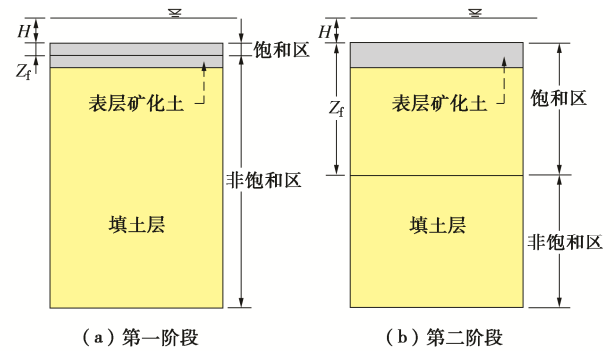 H
Zf
饱和区
表层矿化土
非饱和区
填土层
(a)第一阶段
H
Zf
表层矿化土
饱和区
填土层
非饱和区
(b)第二阶段